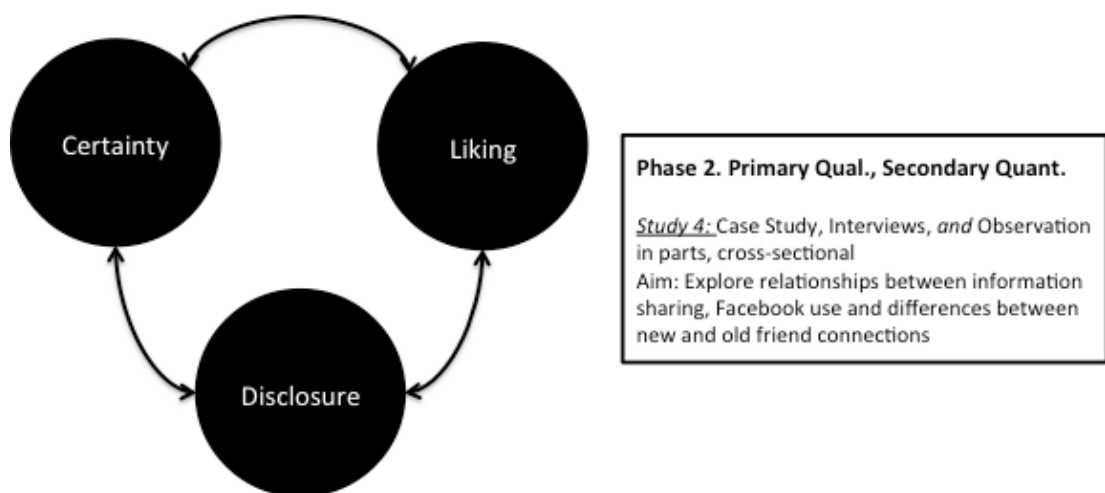 Certainty
Liking
Disclosure
Phase 2. Primary Qual., Secondary Quant.
Study 4: Case Study, Interviews, and Observation
in parts, cross-sectional
Aim: Explore relationships between information
sharing, Facebook use and differences between
new and old friend connections